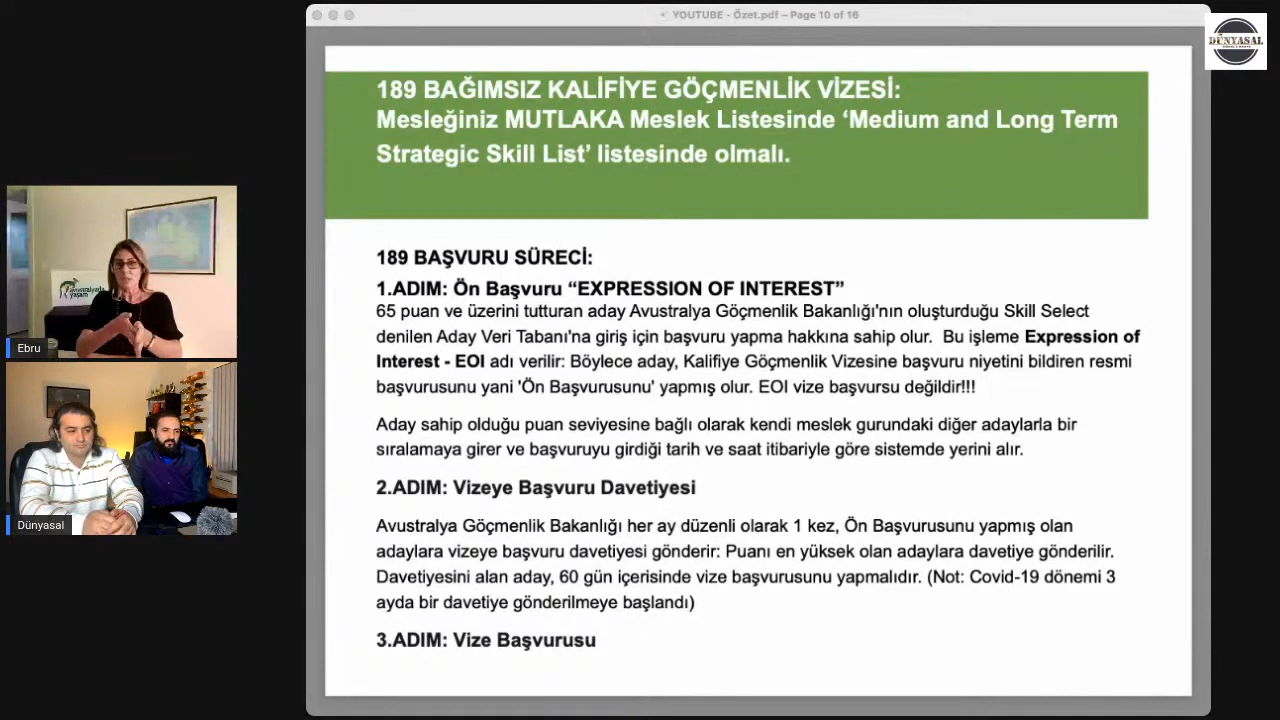 YOUTUBE - Özet.pdf – Page 10 of 16
DÜNYASAL
189 BAĞIMSIZ KALİFİYE GÖÇMENLİK VİZESİ:
Mesleğiniz MUTLAKA Meslek Listesinde ‘Medium and Long Term
Strategic Skill List’ listesinde olmalı.
189 BAŞVURU SÜRECİ:
1.ADIM: Ön Başvuru “EXPRESSION OF INTEREST”
65 puan ve üzerini tutturan aday Avustralya Göçmenlik Bakanlığı'nın oluşturduğu Skill Select
denilen Aday Veri Tabanı'na giriş için başvuru yapma hakkına sahip olur. Bu işleme Expression of
Interest - EOI adı verilir: Böylece aday, Kalifiye Göçmenlik Vizesine başvuru niyetini bildiren resmi
başvurusunu yani 'Ön Başvurusunu' yapmış olur. EOI vize başvursu değildir!!!
Aday sahip olduğu puan seviyesine bağlı olarak kendi meslek gurundaki diğer adaylarla bir
sıralamaya girer ve başvuruyu girdiği tarih ve saat itibariyle göre sistemde yerini alır.
2.ADIM: Vizeye Başvuru Davetiyesi
Avustralya Göçmenlik Bakanlığı her ay düzenli olarak 1 kez, Ön Başvurusunu yapmış olan
adaylara vizeye başvuru davetiyesi gönderir: Puanı en yüksek olan adaylara davetiye gönderilir.
Davetiyesini alan aday, 60 gün içerisinde vize başvurusunu yapmalıdır. (Not: Covid-19 dönemi 3
ayda bir davetiye gönderilmeye başlandı)
3.ADIM: Vize Başvurusu
avustralyada
yaşam
Ebru
Dünyasal